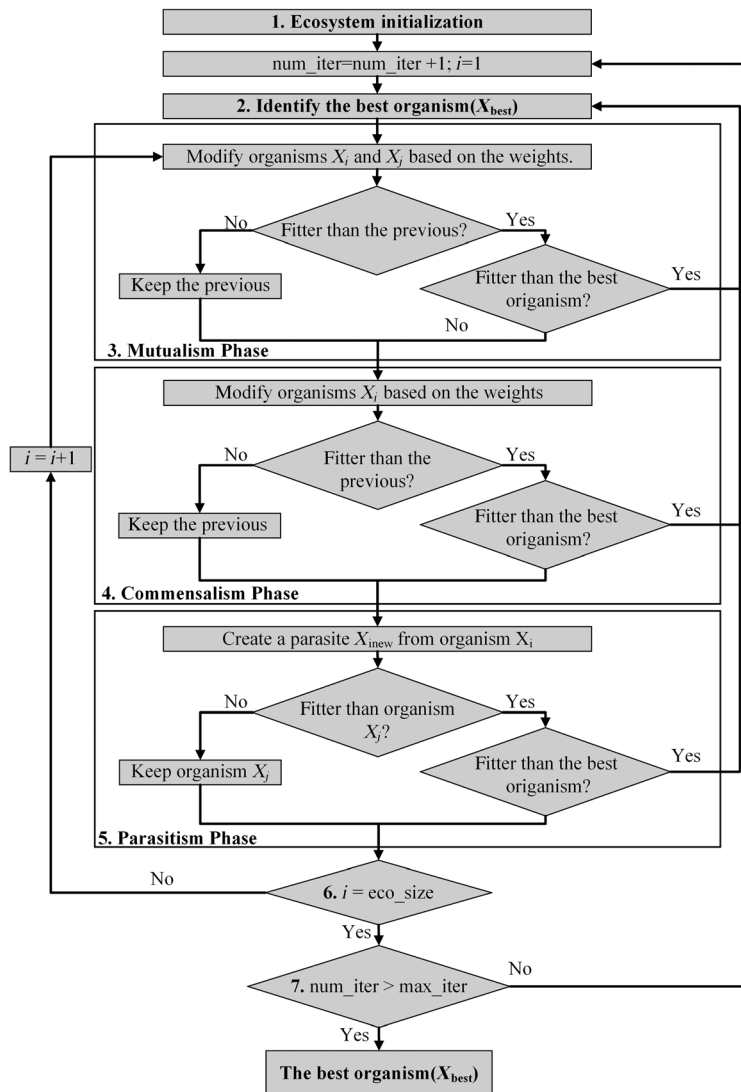 1. Ecosystem initialization
num_iter=num_iter +1; i=1
2. Identify the best organism(Xbest)
Modify organisms Xi and Xj based on the weights.
No
Fitter than the previous?
Yes
Keep the previous
Fitter than the best
origanism?
Yes
No
3. Mutualism Phase
Modify organisms Xi based on the weights
i = i+1
No
Fitter than the
previous?
Yes
Keep the previous
Fitter than the best
origanism?
Yes
4. Commensalism Phase
Create a parasite Xinew from organism Xi
No
Fitter than organism
Xj?
Yes
Keep organism Xj
Fitter than the best
origanism?
Yes
5. Parasitism Phase
No
6. i = eco_size
Yes
7. num_iter > max_iter
No
Yes
The best organism(Xbest)